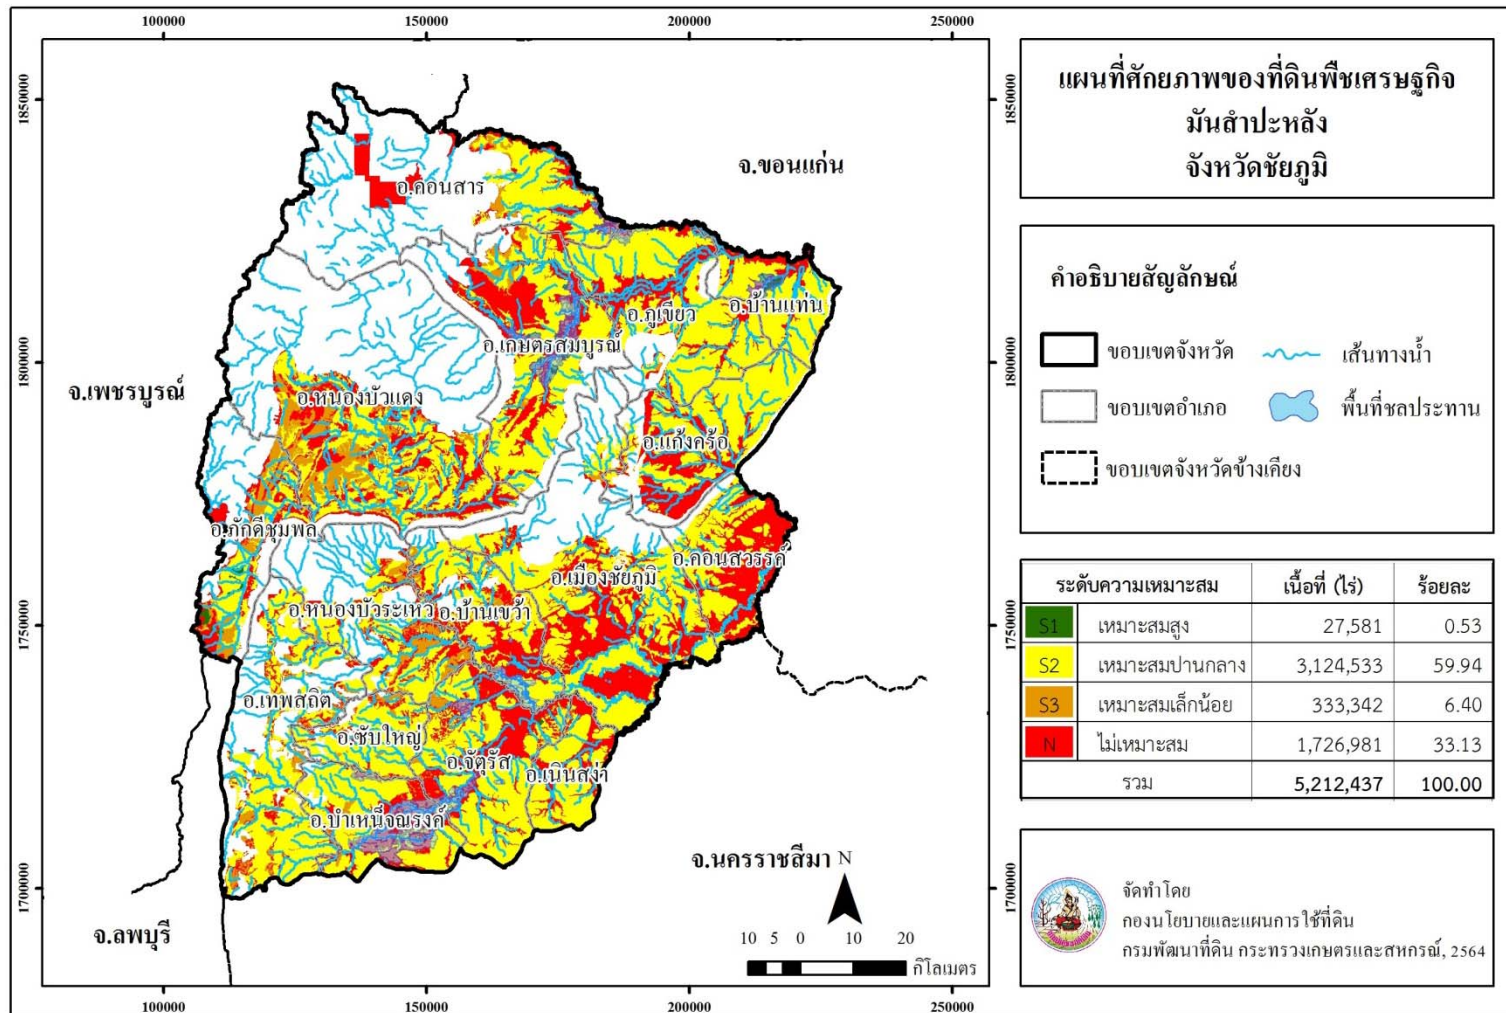 100000 150000 200000 250000
แผนที่ศักยภาพของที่ดินพืชเศรษฐกิจ
มันสำปะหลัง
จังหวัดชัยภูมิ
1850000
1800000
1750000
1700000
1850000
1800000
1750000
1700000
จ.ขอนแก่น
อ.คอนสาร
อ.บ้านแท่น
อ.ภูเขียว
อ.เกษตรสมบูรณ์
จ.เพชรบูรณ์
อ.หนองบัวแดง
อ.แก้งคร้อ
อ.ภักดีชุมพล
อ.คอนสวรรค์
อ.เมืองชัยภูมิ
อ.หนองบัวระเหว
อ.บ้านเขว้า
อ.เทพสถิต
อ.ซับใหญ่
อ.จัตุรัส
อ.เนินสง่า
อ.บำเหน็จณรงค์
จ.นครราชสีมา N
จ.ลพบุรี
10 5 0 10 20
กิโลเมตร
100000 150000 200000 250000
คำอธิบายสัญลักษณ์
ขอบเขตจังหวัด เส้นทางน้ำ
ขอบเขตอำเภอ พื้นที่ชลประทาน
ขอบเขตจังหวัดข้างเคียง
ระดับความเหมาะสม เนื้อที่ (ไร่) ร้อยละ
S1 เหมาะสมสูง 27,581 0.53
S2 เหมาะสมปานกลาง 3,124,533 59.94
S3 เหมาะสมเล็กน้อย 333,342 6.40
N ไม่เหมาะสม 1,726,981 33.13
รวม 5,212,437 100.00
จัดทำโดย
กองนโยบายและแผนการใช้ที่ดิน
กรมพัฒนาที่ดิน กระทรวงเกษตรและสหกรณ์, 2564